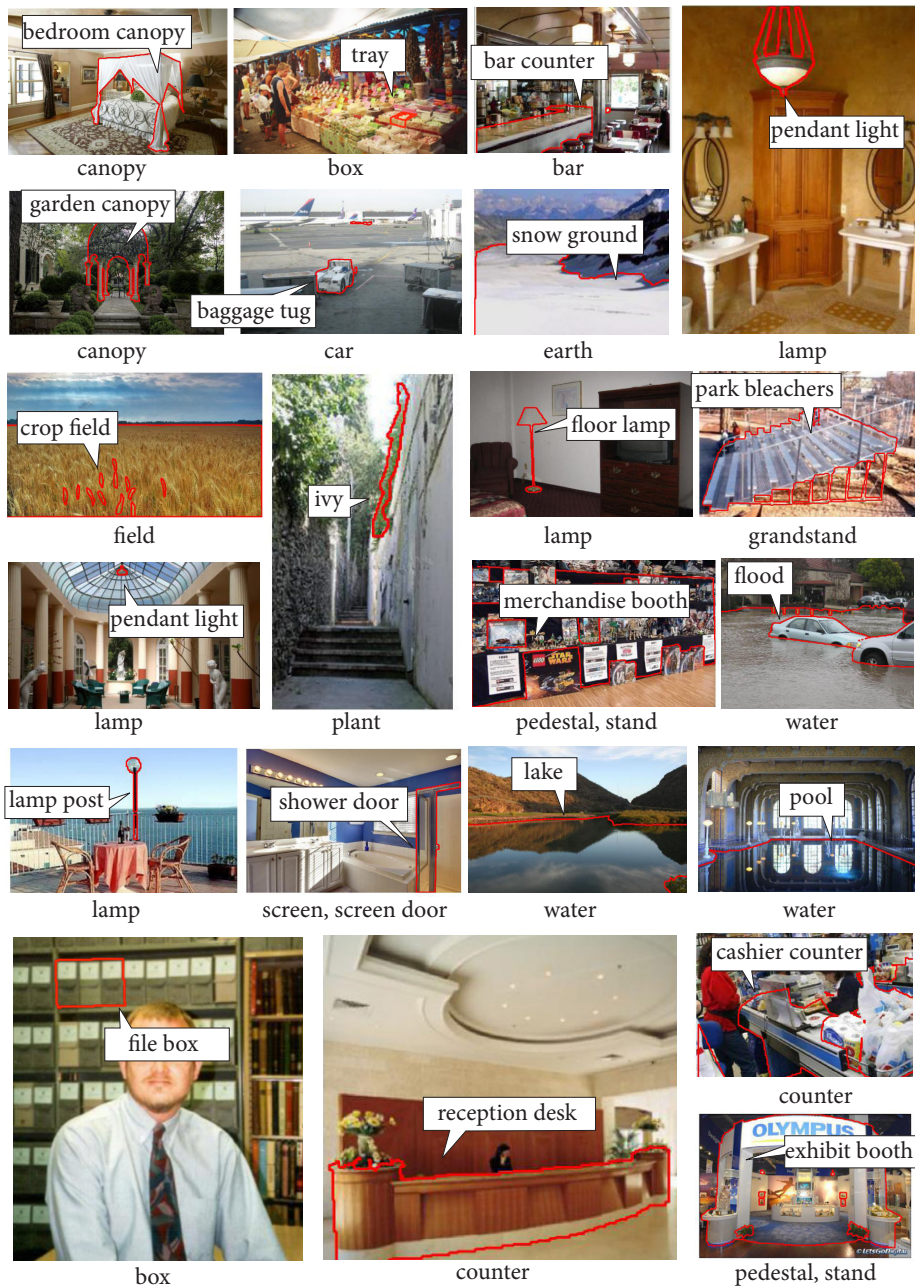 bedroom canopy
tray
bar counter
pendant light
canopy
box
bar
garden canopy
baggage tug
snow ground
canopy
car
earth
lamp
crop field
ivy
floor lamp
park bleachers
field
lamp
grandstand
pendant light
merchandise booth
STAR
WARS
flood
lamp
plant
pedestal, stand
water
lamp post
shower door
lake
pool
lamp
screen, screen door
water
water
file box
reception desk
cashier counter
counter
OLYMPUS
exhibit booth
box
counter
pedestal, stand